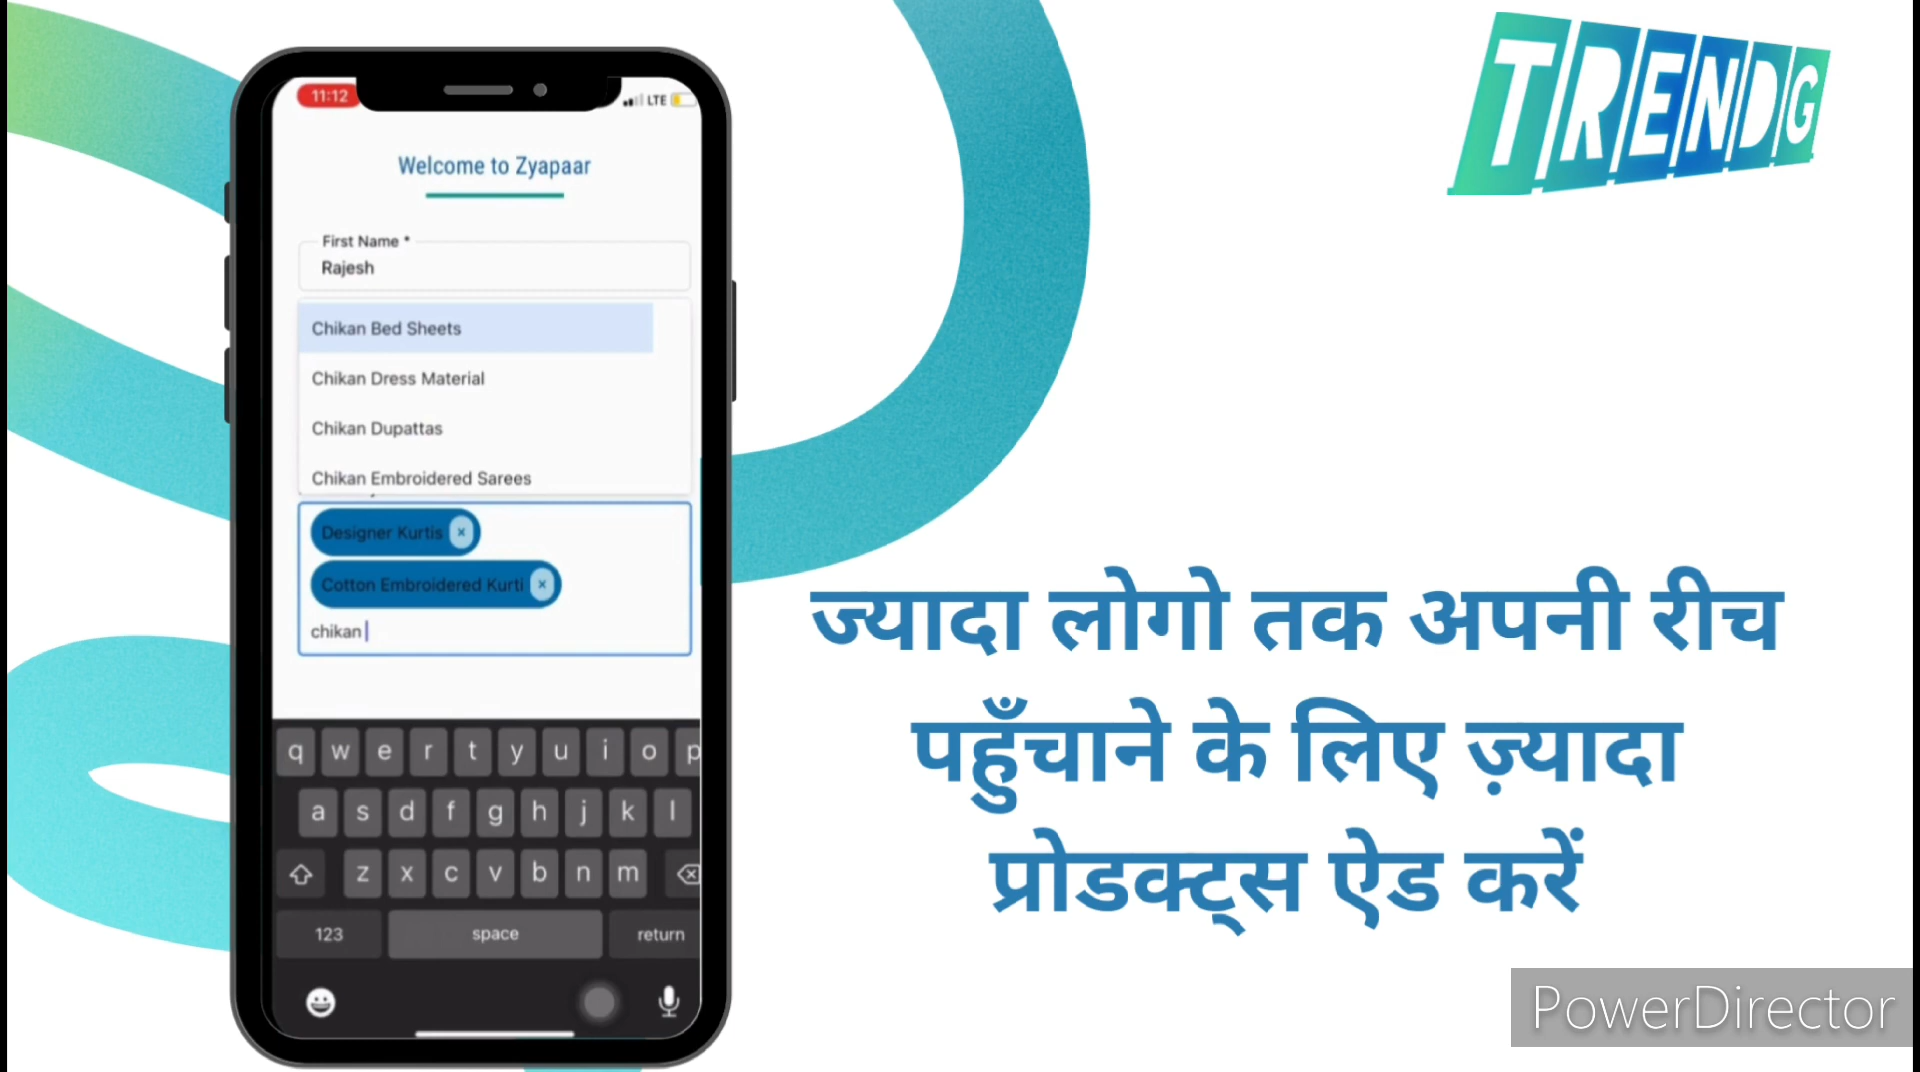 TRENDG
11:12
LTE
Welcome to Zyapaar
First Name *
Rajesh
Chikan Bed Sheets
Chikan Dress Material
Chikan Dupattas
Chikan Embroidered Sarees
Designer Kurtis ×
Cotton Embroidered Kurti ×
chikan
q w e r t y u i o p
a s d f g h j k l
z x c v b n m
123 space return
ज्यादा लोगो तक अपनी रीच
पहुँचाने के लिए ज़्यादा
प्रोडक्ट्स ऐड करें
PowerDirector